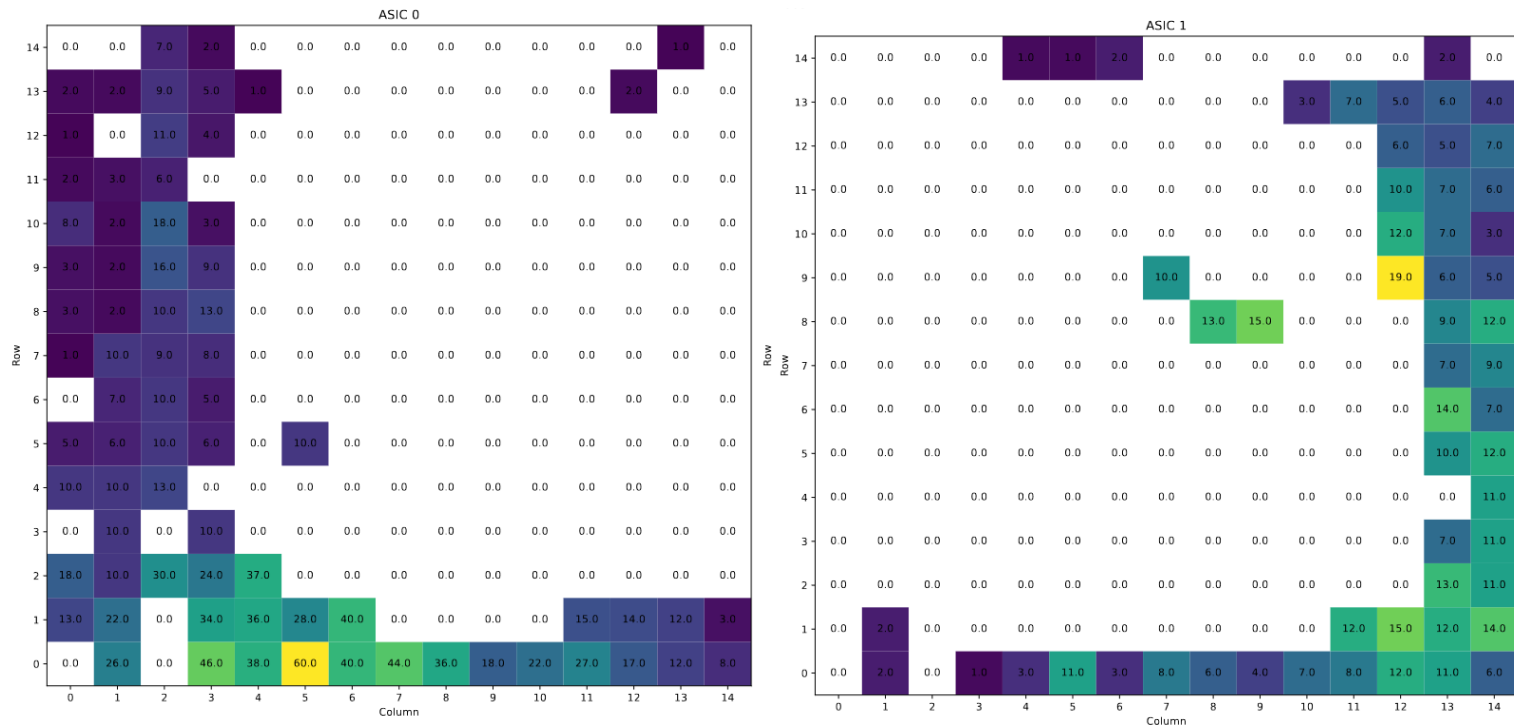 ASIC 0
14 0.0 0.0 7.0 2.0 0.0 0.0 0.0 0.0 0.0 0.0 0.0 0.0 0.0 1.0 0.0
13 2.0 2.0 9.0 5.0 1.0 0.0 0.0 0.0 0.0 0.0 0.0 0.0 2.0 0.0 0.0
12 1.0 0.0 11.0 4.0 0.0 0.0 0.0 0.0 0.0 0.0 0.0 0.0 0.0 0.0 0.0
11 2.0 3.0 6.0 0.0 0.0 0.0 0.0 0.0 0.0 0.0 0.0 0.0 0.0 0.0 0.0
10 8.0 2.0 18.0 3.0 0.0 0.0 0.0 0.0 0.0 0.0 0.0 0.0 0.0 0.0 0.0
9 3.0 2.0 16.0 9.0 0.0 0.0 0.0 0.0 0.0 0.0 0.0 0.0 0.0 0.0 0.0
8 3.0 2.0 10.0 13.0 0.0 0.0 0.0 0.0 0.0 0.0 0.0 0.0 0.0 0.0 0.0
7 1.0 10.0 9.0 8.0 0.0 0.0 0.0 0.0 0.0 0.0 0.0 0.0 0.0 0.0 0.0
6 0.0 7.0 10.0 5.0 0.0 0.0 0.0 0.0 0.0 0.0 0.0 0.0 0.0 0.0 0.0
5 5.0 6.0 10.0 6.0 0.0 10.0 0.0 0.0 0.0 0.0 0.0 0.0 0.0 0.0 0.0
4 10.0 10.0 13.0 0.0 0.0 0.0 0.0 0.0 0.0 0.0 0.0 0.0 0.0 0.0 0.0
3 0.0 10.0 0.0 10.0 0.0 0.0 0.0 0.0 0.0 0.0 0.0 0.0 0.0 0.0 0.0
2 18.0 10.0 30.0 24.0 37.0 0.0 0.0 0.0 0.0 0.0 0.0 0.0 0.0 0.0 0.0
1 13.0 22.0 0.0 34.0 36.0 28.0 40.0 0.0 0.0 0.0 0.0 15.0 14.0 12.0 3.0
0 0.0 26.0 0.0 46.0 38.0 60.0 40.0 44.0 36.0 18.0 22.0 27.0 17.0 12.0 8.0
0 1 2 3 4 5 6 7 8 9 10 11 12 13 14
Column
Row
ASIC 1
14 0.0 0.0 0.0 0.0 1.0 1.0 2.0 0.0 0.0 0.0 0.0 0.0 0.0 2.0 0.0
13 0.0 0.0 0.0 0.0 0.0 0.0 0.0 0.0 0.0 0.0 3.0 7.0 5.0 6.0 4.0
12 0.0 0.0 0.0 0.0 0.0 0.0 0.0 0.0 0.0 0.0 0.0 0.0 6.0 5.0 7.0
11 0.0 0.0 0.0 0.0 0.0 0.0 0.0 0.0 0.0 0.0 0.0 0.0 10.0 7.0 6.0
10 0.0 0.0 0.0 0.0 0.0 0.0 0.0 0.0 0.0 0.0 0.0 0.0 12.0 7.0 3.0
9 0.0 0.0 0.0 0.0 0.0 0.0 0.0 10.0 0.0 0.0 0.0 0.0 19.0 6.0 5.0
8 0.0 0.0 0.0 0.0 0.0 0.0 0.0 0.0 13.0 15.0 0.0 0.0 0.0 9.0 12.0
7 0.0 0.0 0.0 0.0 0.0 0.0 0.0 0.0 0.0 0.0 0.0 0.0 0.0 7.0 9.0
6 0.0 0.0 0.0 0.0 0.0 0.0 0.0 0.0 0.0 0.0 0.0 0.0 0.0 14.0 7.0
5 0.0 0.0 0.0 0.0 0.0 0.0 0.0 0.0 0.0 0.0 0.0 0.0 0.0 10.0 12.0
4 0.0 0.0 0.0 0.0 0.0 0.0 0.0 0.0 0.0 0.0 0.0 0.0 0.0 0.0 11.0
3 0.0 0.0 0.0 0.0 0.0 0.0 0.0 0.0 0.0 0.0 0.0 0.0 0.0 7.0 11.0
2 0.0 0.0 0.0 0.0 0.0 0.0 0.0 0.0 0.0 0.0 0.0 0.0 0.0 13.0 11.0
1 0.0 2.0 0.0 0.0 0.0 0.0 0.0 0.0 0.0 0.0 0.0 12.0 15.0 12.0 14.0
0 0.0 2.0 0.0 1.0 3.0 11.0 3.0 8.0 6.0 4.0 7.0 8.0 12.0 11.0 6.0
0 1 2 3 4 5 6 7 8 9 10 11 12 13 14
Column
Row
Row